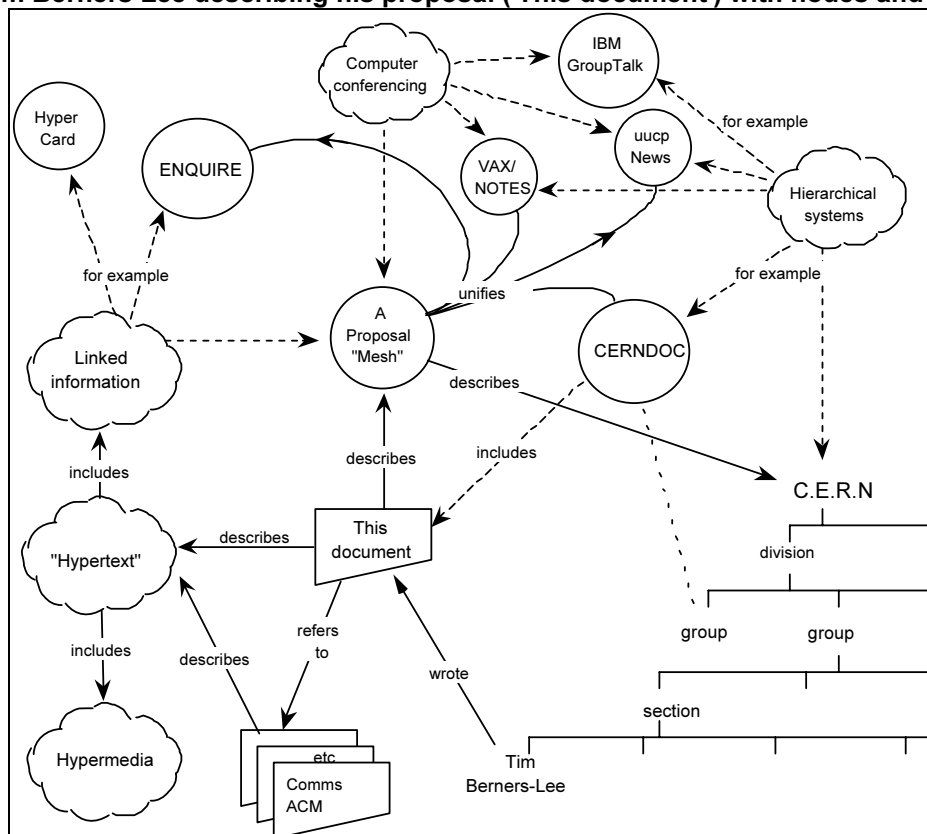 Berners-Lee describing his proposal ('This document') with nodes and
IBM
GroupTalk
Computer
conferencing
Hyper
Card
for example
uucp
News
ENQUIRE
VAX/
NOTES
Hierarchical
systems
for example
for example
unifies
A
Proposal
"Mesh"
Linked
information
CERNDOC
describes
includes
describes
includes
C.E.R.N
This
document
describes
"Hypertext"
division
refers
to
group
group
includes
describes
wrote
section
Hypermedia
etc
Comms
ACM
Tim
Berners-Lee